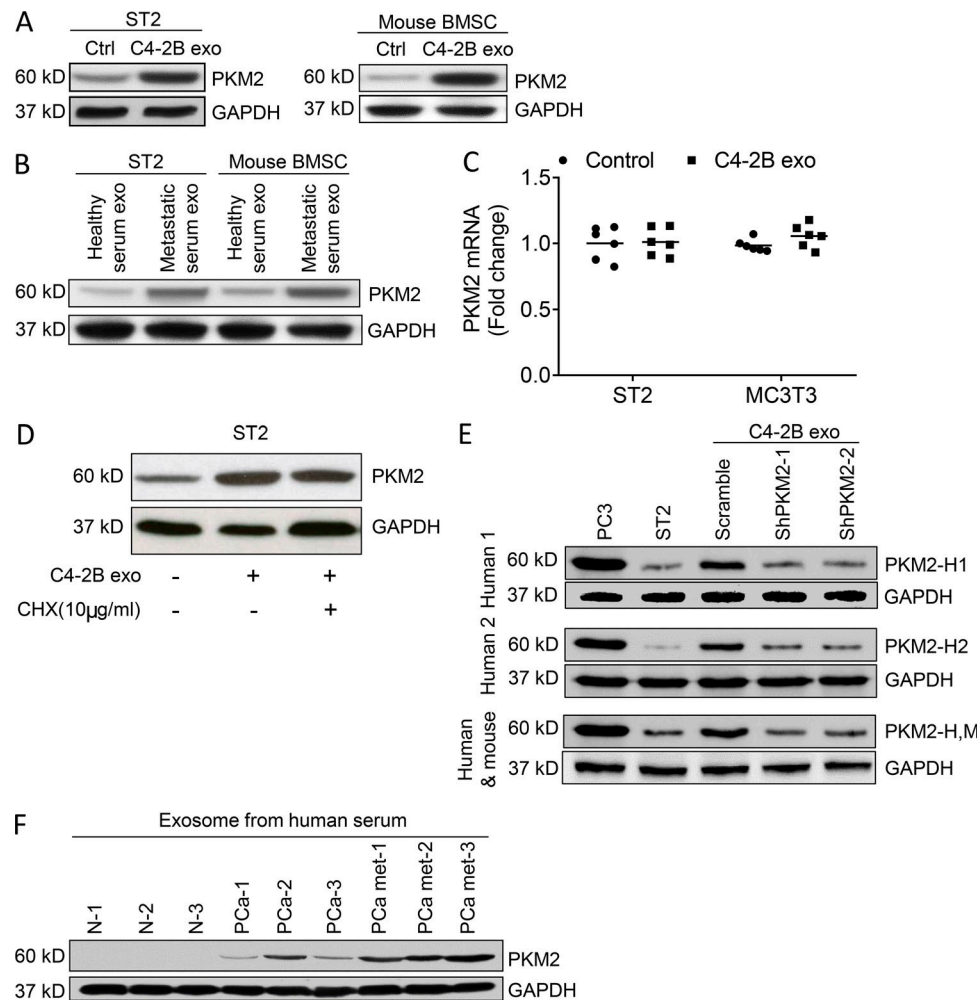 A
ST2
Ctrl C4-2B exo
60 kD PKM2
37 kD GAPDH
Mouse BMSC
Ctrl C4-2B exo
60 kD PKM2
37 kD GAPDH
B
ST2 Mouse BMSC
Healthy serum exo
Metastatic serum exo
Healthy serum exo
Metastatic serum exo
60 kD PKM2
37 kD GAPDH
C
Control C4-2B exo
PKM2 mRNA
(Fold change)
1.5
1.0
0.5
0.0
ST2 MC3T3
D
ST2
60 kD PKM2
37 kD GAPDH
C4-2B exo - + +
CHX(10μg/ml) - - +
E
C4-2B exo
PC3
ST2
Scramble
ShPKM2-1
ShPKM2-2
Human 1
60 kD PKM2-H1
37 kD GAPDH
Human 2
60 kD PKM2-H2
37 kD GAPDH
Human
& mouse
60 kD PKM2-H,M
37 kD GAPDH
F
Exosome from human serum
N-1
N-2
N-3
PCa-1
PCa-2
PCa-3
PCa met-1
PCa met-2
PCa met-3
60 kD PKM2
37 kD GAPDH